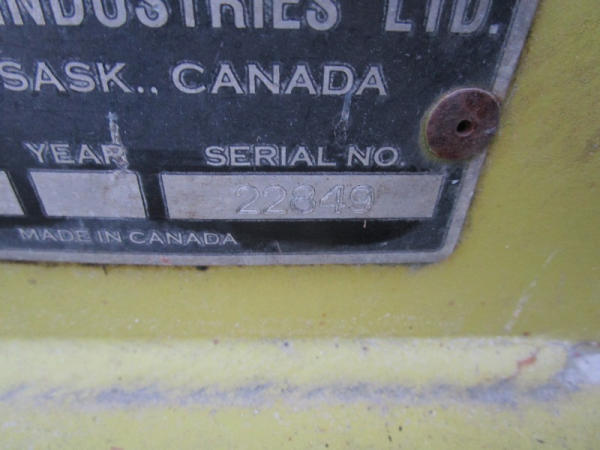 INDUSTRIES LTD.
SASK., CANADA
YEAR SERIAL NO.
22849
MADE IN CANADA